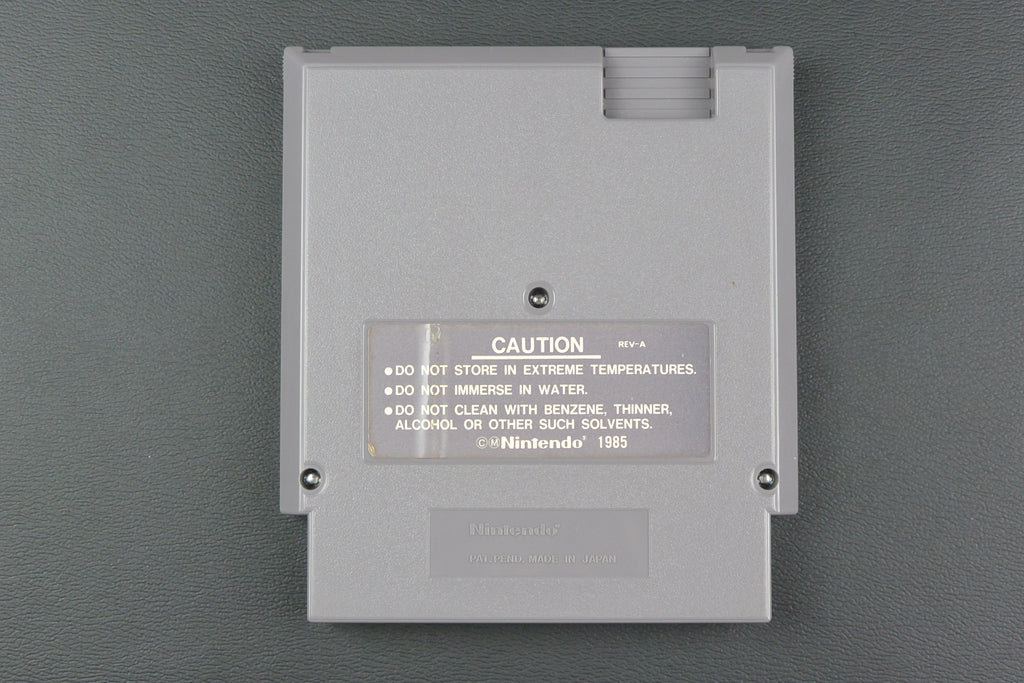 CAUTION REV-A
●DO NOT STORE IN EXTREME TEMPERATURES.
●DO NOT IMMERSE IN WATER.
●DO NOT CLEAN WITH BENZENE, THINNER,
ALCOHOL OR OTHER SUCH SOLVENTS.
©ⓂNintendo® 1985
Nintendo®
PAT.PEND. MADE IN JAPAN